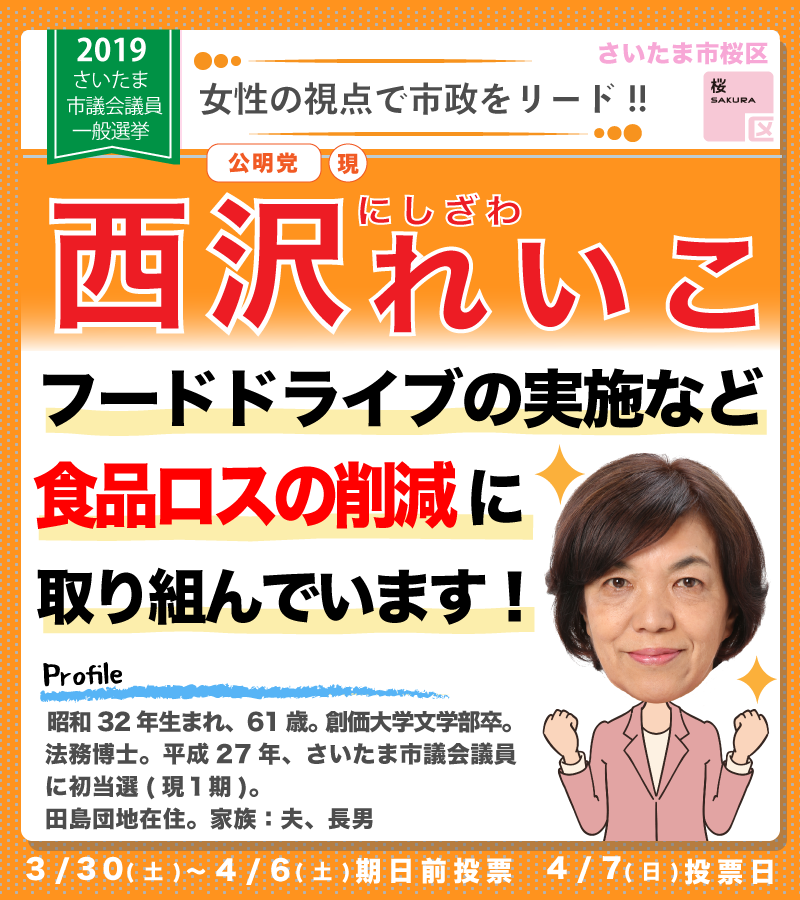 2019
さいたま
市議会議員
一般選挙
さいたま市桜区
女性の視点で市政をリード!!
桜
SAKURA
区
公明党 現
にしざわ
西沢れいこ
フードドライブの実施など
食品ロスの削減に
取り組んでいます!
Profile
昭和32年生まれ、61歳。創価大学文学部卒。
法務博士。平成27年、さいたま市議会議員
に初当選(現1期)。
田島団地在住。家族:夫、長男
3/30(土)~4/6(土)期日前投票 4/7(日)投票日